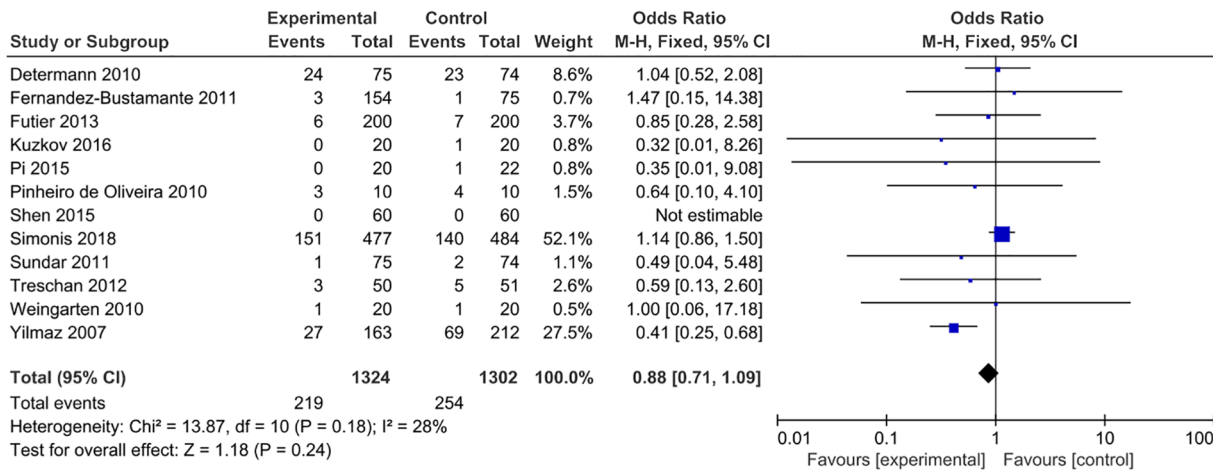 Experimental Control Odds Ratio Odds Ratio
Study or Subgroup Events Total Events Total Weight M-H, Fixed, 95% CI M-H, Fixed, 95% CI
Determann 2010 24 75 23 74 8.6% 1.04 [0.52, 2.08]
Fernandez-Bustamante 2011 3 154 1 75 0.7% 1.47 [0.15, 14.38]
Futier 2013 6 200 7 200 3.7% 0.85 [0.28, 2.58]
Kuzkov 2016 0 20 1 20 0.8% 0.32 [0.01, 8.26]
Pi 2015 0 20 1 22 0.8% 0.35 [0.01, 9.08]
Pinheiro de Oliveira 2010 3 10 4 10 1.5% 0.64 [0.10, 4.10]
Shen 2015 0 60 0 60 Not estimable
Simonis 2018 151 477 140 484 52.1% 1.14 [0.86, 1.50]
Sundar 2011 1 75 2 74 1.1% 0.49 [0.04, 5.48]
Treschan 2012 3 50 5 51 2.6% 0.59 [0.13, 2.60]
Weingarten 2010 1 20 1 20 0.5% 1.00 [0.06, 17.18]
Yilmaz 2007 27 163 69 212 27.5% 0.41 [0.25, 0.68]
Total (95% CI) 1324 1302 100.0% 0.88 [0.71, 1.09]
Total events 219 254
Heterogeneity: Chi² = 13.87, df = 10 (P = 0.18); I² = 28%
Test for overall effect: Z = 1.18 (P = 0.24)
0.01 0.1 1 10 100
Favours [experimental] Favours [control]